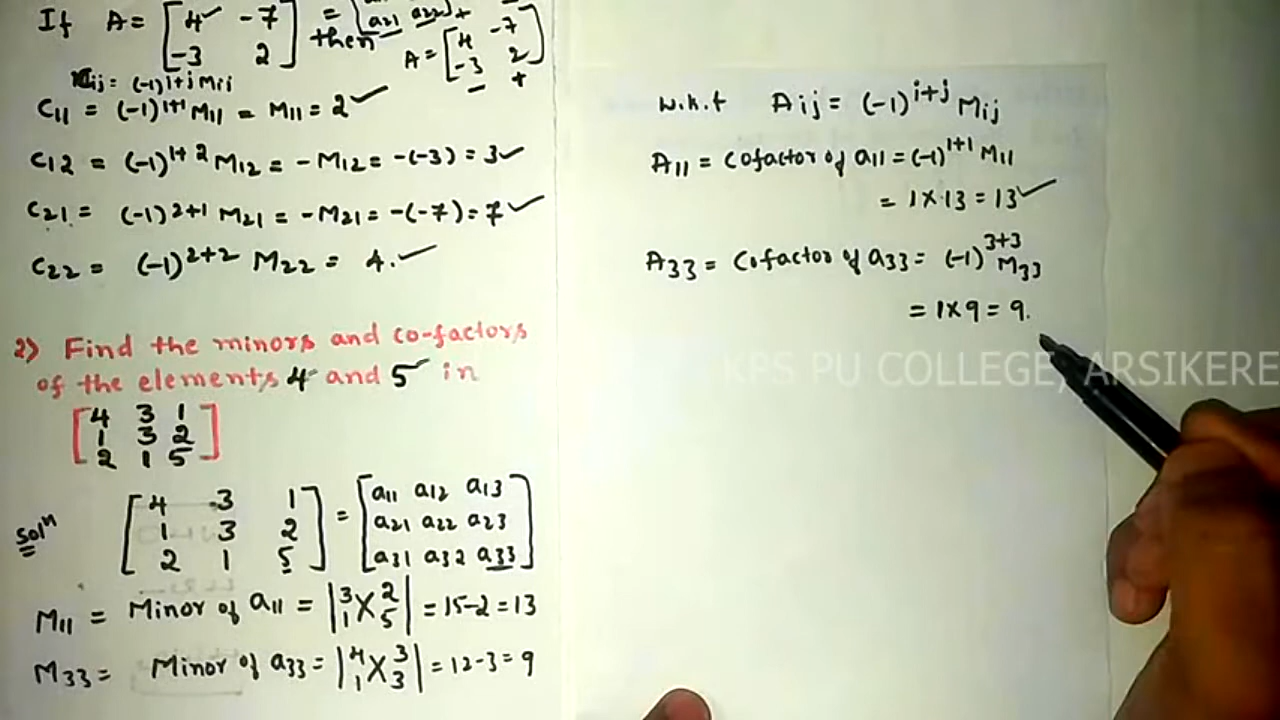 If A = [4 -7 = [a11
-3 2] then a21 a22] +
A = [4 -7
-3 2]
- +
Cij = (-1)i+j Mij
C11 = (-1)1+1 M11 = M11 = 2 ✓
C12 = (-1)1+2 M12 = -M12 = -(-3) = 3 ✓
C21 = (-1)2+1 M21 = -M21 = -(-7) = 7 ✓
C22 = (-1)2+2 M22 = 4. ✓
2) Find the minors and co-factors
of the elements 4 and 5 in
[4 3 1
1 3 2
2 1 5]
Soln [4 3 1 = [a11 a12 a13
1 3 2 a21 a22 a23
2 1 5] a31 a32 a33]
M11 = Minor of a11 = |3 2 1 5| = 15-2 = 13
M33 = Minor of a33 = |4 3 1 3| = 12-3 = 9
W.k.t Aij = (-1)i+j Mij
A11 = Cofactor of a11 = (-1)1+1 M11
= 1×13 = 13 ✓
A33 = Cofactor of a33 = (-1)3+3 M33
= 1×9 = 9.
KPS PU COLLEGE, ARSIKERE